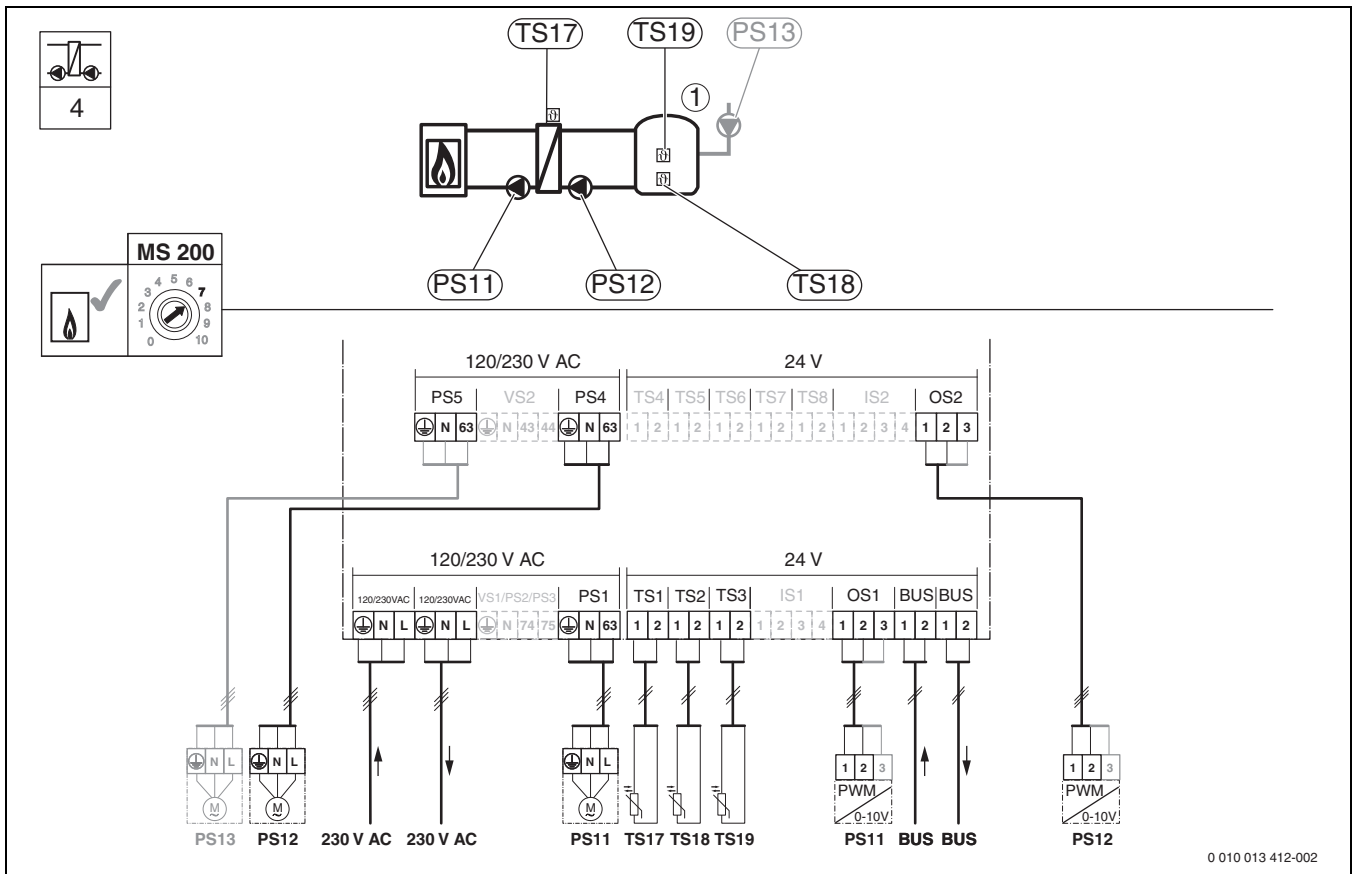 TS17 TS19 PS13
4
1
PS11 PS12 TS18
MS 200
0 1 2 3 4 5 6 7 8 9 10
120/230 V AC 24 V
PS5 VS2 PS4 TS4 TS5 TS6 TS7 TS8 IS2 OS2
N 63 N 43 44 N 63 1 2 1 2 1 2 1 2 1 2 1 2 3 4 1 2 3
120/230 V AC 24 V
120/230VAC 120/230VAC VS1/PS2/PS3 PS1 TS1 TS2 TS3 IS1 OS1 BUS BUS
N L N L N 74 75 N 63 1 2 1 2 1 2 1 2 3 4 1 2 3 1 2 1 2
N L N L N L 1 2 3 1 2 3
M M M PWM 0-10V PWM 0-10V
~ ~ ~
PS13 PS12 230 V AC 230 V AC PS11 TS17 TS18 TS19 PS11 BUS BUS PS12
0 010 013 412-002